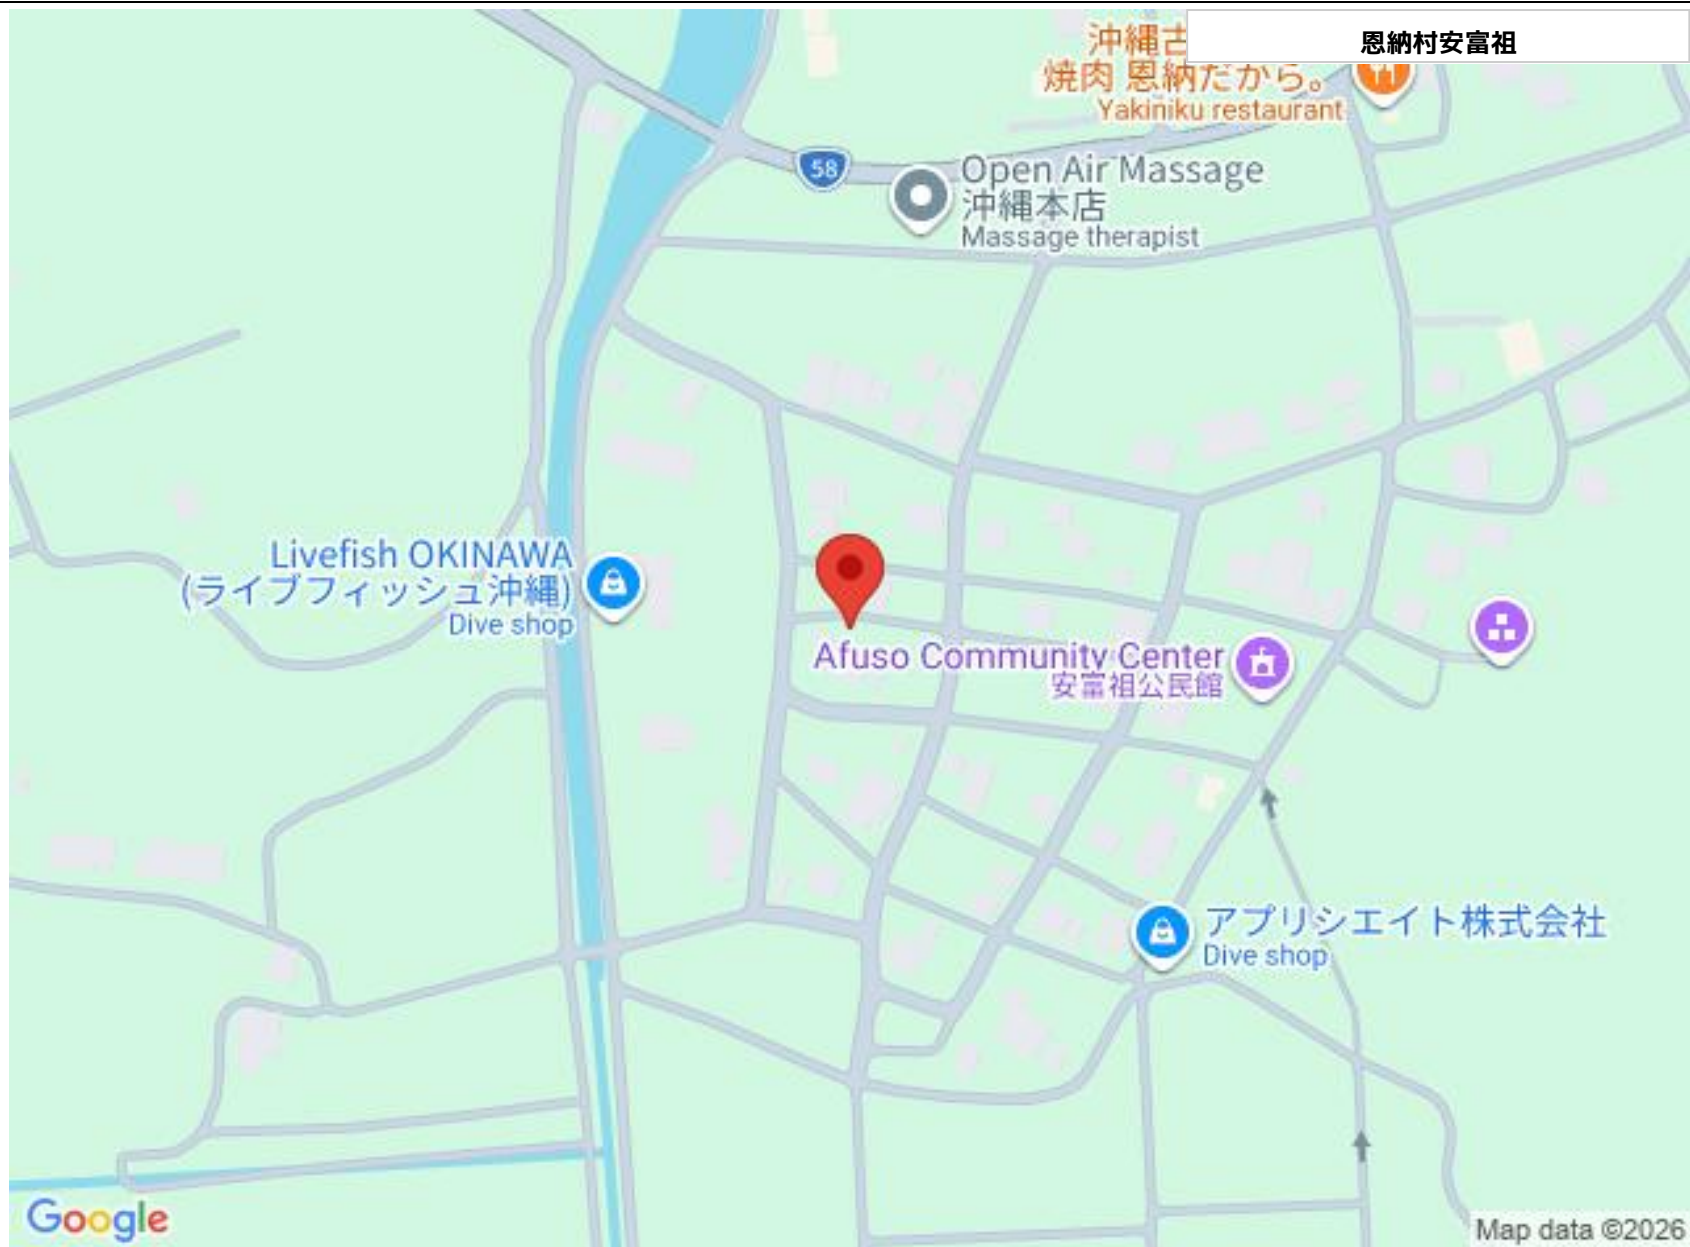 恩納村安富祖
沖縄古
焼肉 恩納だから。
Yakiniku restaurant
58
Open Air Massage
沖縄本店
Massage therapist
Livefish OKINAWA
(ライブフィッシュ沖縄)
Dive shop
Afuso Community Center
安富祖公民館
アプリシエイト株式会社
Dive shop
Google
Map data ©2026